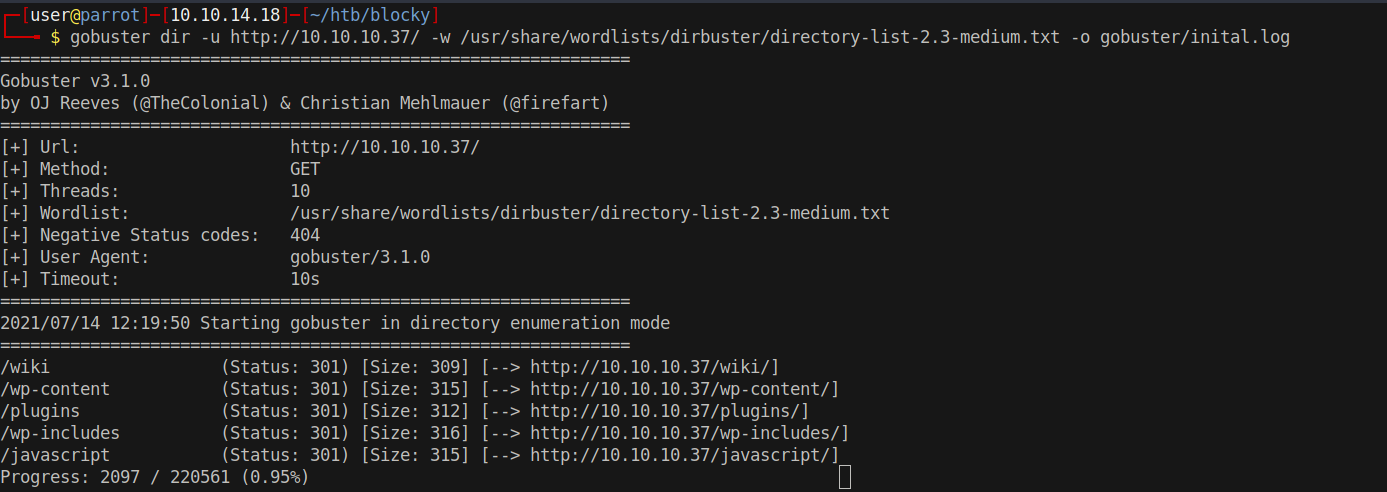 [user@parrot]─[10.10.14.18]─[~/htb/blocky]
$ gobuster dir -u http://10.10.10.37/ -w /usr/share/wordlists/dirbuster/directory-list-2.3-medium.txt -o gobuster/inital.log
===============================================================
Gobuster v3.1.0
by OJ Reeves (@TheColonial) & Christian Mehlmauer (@firefart)
===============================================================
[+] Url:                     http://10.10.10.37/
[+] Method:                  GET
[+] Threads:                 10
[+] Wordlist:                /usr/share/wordlists/dirbuster/directory-list-2.3-medium.txt
[+] Negative Status codes:   404
[+] User Agent:              gobuster/3.1.0
[+] Timeout:                 10s
===============================================================
2021/07/14 12:19:50 Starting gobuster in directory enumeration mode
===============================================================
/wiki                 (Status: 301) [Size: 309] [--> http://10.10.10.37/wiki/]
/wp-content           (Status: 301) [Size: 315] [--> http://10.10.10.37/wp-content/]
/plugins              (Status: 301) [Size: 312] [--> http://10.10.10.37/plugins/]
/wp-includes          (Status: 301) [Size: 316] [--> http://10.10.10.37/wp-includes/]
/javascript           (Status: 301) [Size: 315] [--> http://10.10.10.37/javascript/]
Progress: 2097 / 220561 (0.95%)